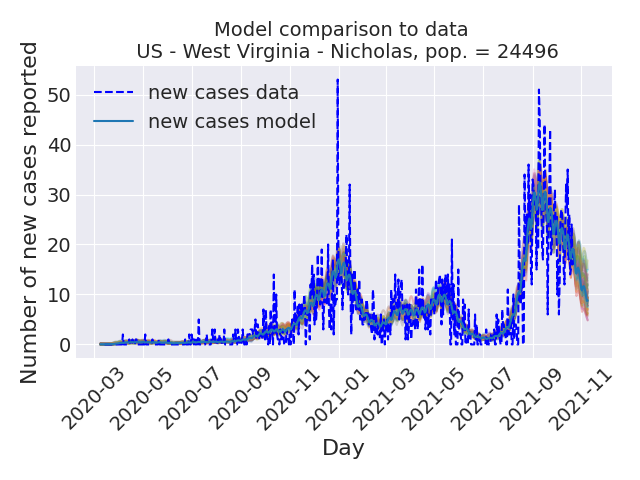 Model comparison to data
US - West Virginia - Nicholas, pop. = 24496
Number of new cases reported
50
40
30
20
10
0
new cases data
new cases model
2020-03
2020-05
2020-07
2020-09
2020-11
2021-01
2021-03
2021-05
2021-07
2021-09
2021-11
Day